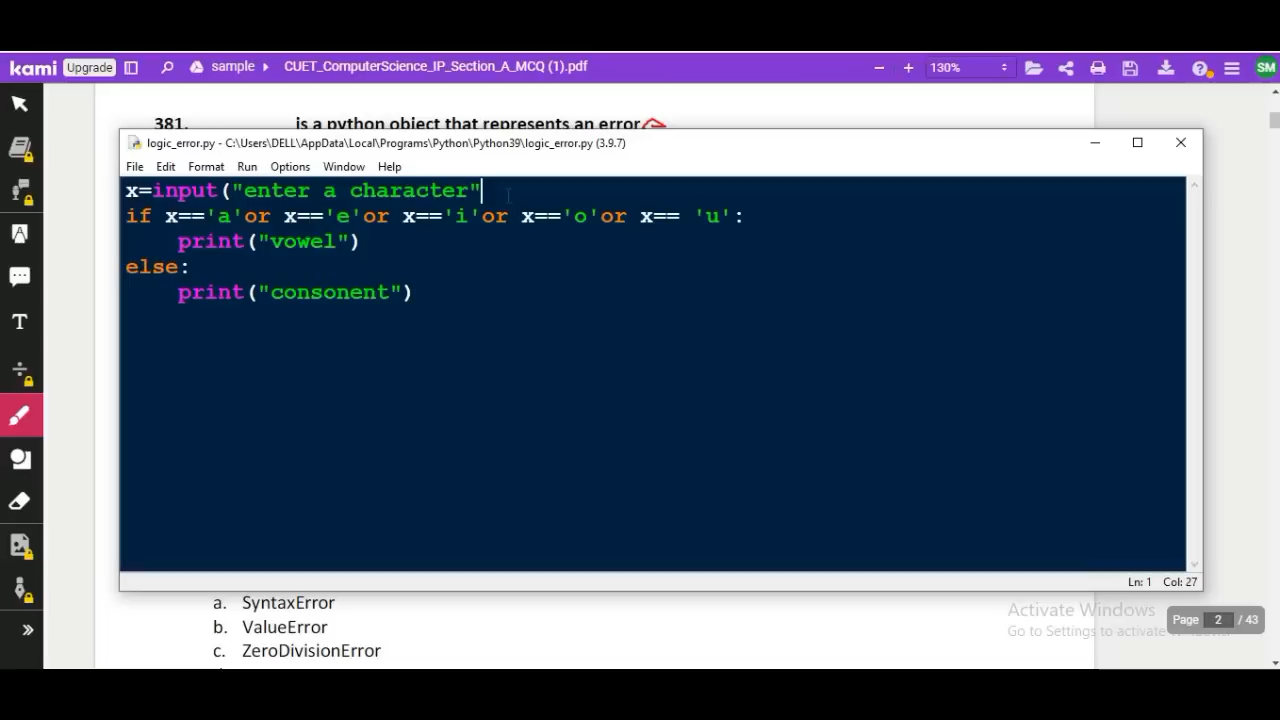 kami Upgrade sample CUET_ComputerScience_IP_Section_A_MCQ (1).pdf 130% SM
381. is a python object that represents an error
logic_error.py - C:\Users\DELL\AppData\Local\Programs\Python\Python39\logic_error.py (3.9.7)
File Edit Format Run Options Window Help
x=input("enter a character"
if x=='a'or x=='e'or x=='i'or x=='o'or x== 'u':
print("vowel")
else:
print("consonent")
Ln: 1 Col: 27
a. SyntaxError
b. ValueError
c. ZeroDivisionError
Activate Windows
Go to Settings to activate
Page 2 / 43